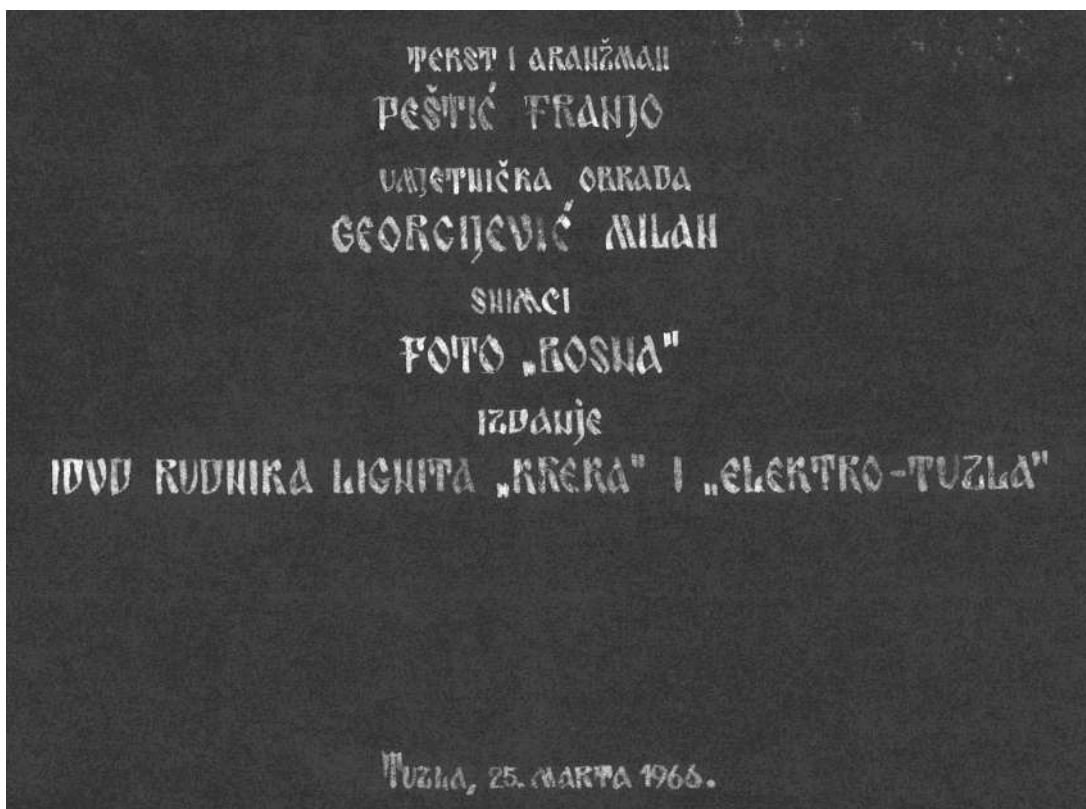 TEKST I ARANŽMAN
PEŠTIĆ FRANJO
UMJETNIČKA OBRADA
GEORGIJEVIĆ MILAN
SNIMCI
FOTO „BOSNA"
IZDANJE
IDVD RUDNIKA LIGNITA „KREKA" I „ELEKTRO-TUZLA"
TUZLA, 25. MARTA 1966.